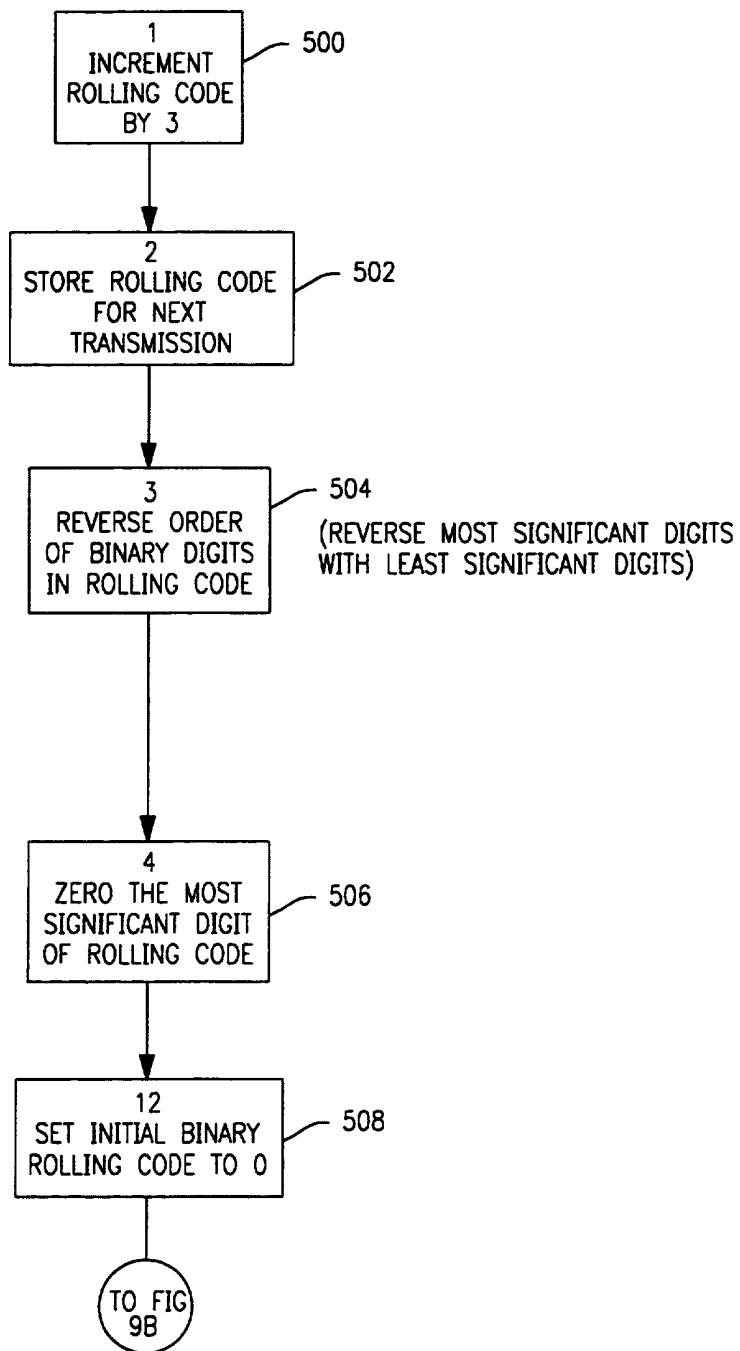 1
INCREMENT
ROLLING CODE
BY 3
500
2
STORE ROLLING CODE
FOR NEXT
TRANSMISSION
502
3
REVERSE ORDER
OF BINARY DIGITS
IN ROLLING CODE
504
(REVERSE MOST SIGNIFICANT DIGITS
WITH LEAST SIGNIFICANT DIGITS)
4
ZERO THE MOST
SIGNIFICANT DIGIT
OF ROLLING CODE
506
12
SET INITIAL BINARY
ROLLING CODE TO 0
508
TO FIG
9B